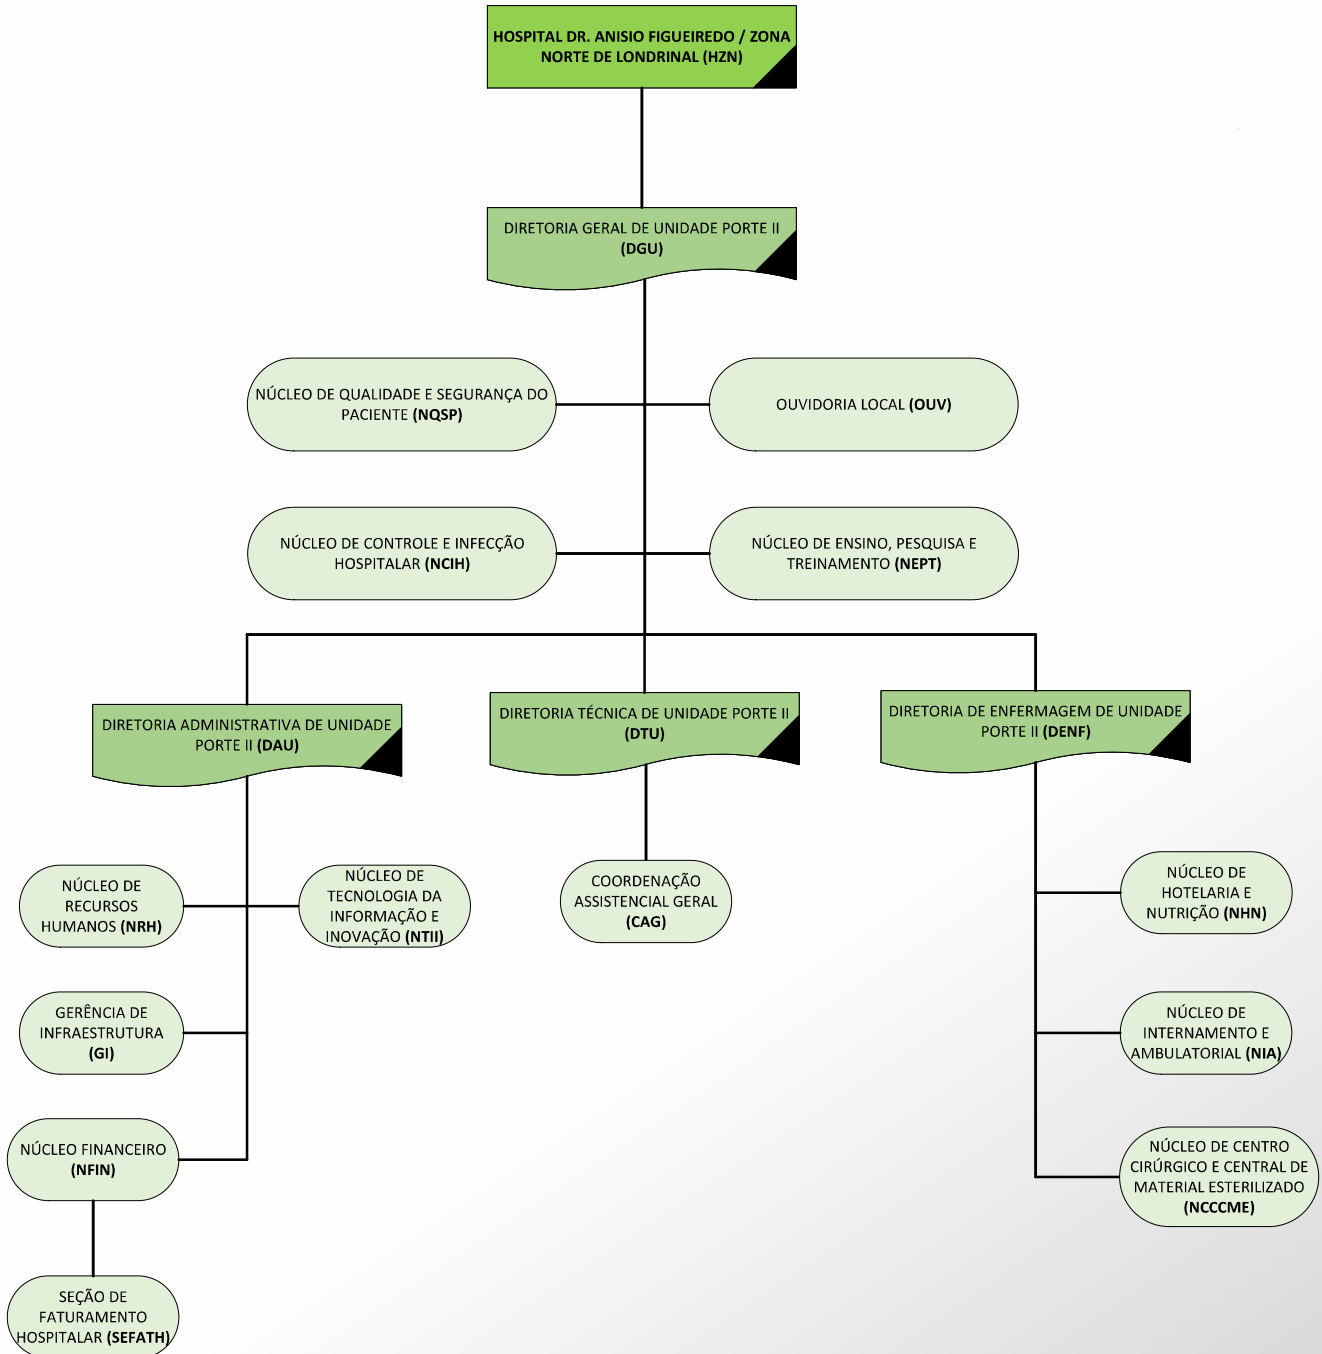 HOSPITAL DR. ANISIO FIGUEIREDO / ZONA
NORTE DE LONDRINAL (HZN)
DIRETORIA GERAL DE UNIDADE PORTE II
(DGU)
NÚCLEO DE QUALIDADE E SEGURANÇA DO
PACIENTE (NQSP)
OUVIDORIA LOCAL (OUV)
NÚCLEO DE CONTROLE E INFECÇÃO
HOSPITALAR (NCIH)
NÚCLEO DE ENSINO, PESQUISA E
TREINAMENTO (NEPT)
DIRETORIA ADMINISTRATIVA DE UNIDADE
PORTE II (DAU)
DIRETORIA TÉCNICA DE UNIDADE PORTE II
(DTU)
DIRETORIA DE ENFERMAGEM DE UNIDADE
PORTE II (DENF)
NÚCLEO DE
RECURSOS
HUMANOS (NRH)
NÚCLEO DE
TECNOLOGIA DA
INFORMAÇÃO E
INOVAÇÃO (NTII)
COORDENAÇÃO
ASSISTENCIAL GERAL
(CAG)
NÚCLEO DE
HOTELARIA E
NUTRIÇÃO (NHN)
GERÊNCIA DE
INFRAESTRUTURA
(GI)
NÚCLEO DE
INTERNAMENTO E
AMBULATORIAL (NIA)
NÚCLEO FINANCEIRO
(NFIN)
NÚCLEO DE CENTRO
CIRÚRGICO E CENTRAL DE
MATERIAL ESTERILIZADO
(NCCCME)
SEÇÃO DE
FATURAMENTO
HOSPITALAR (SEFATH)